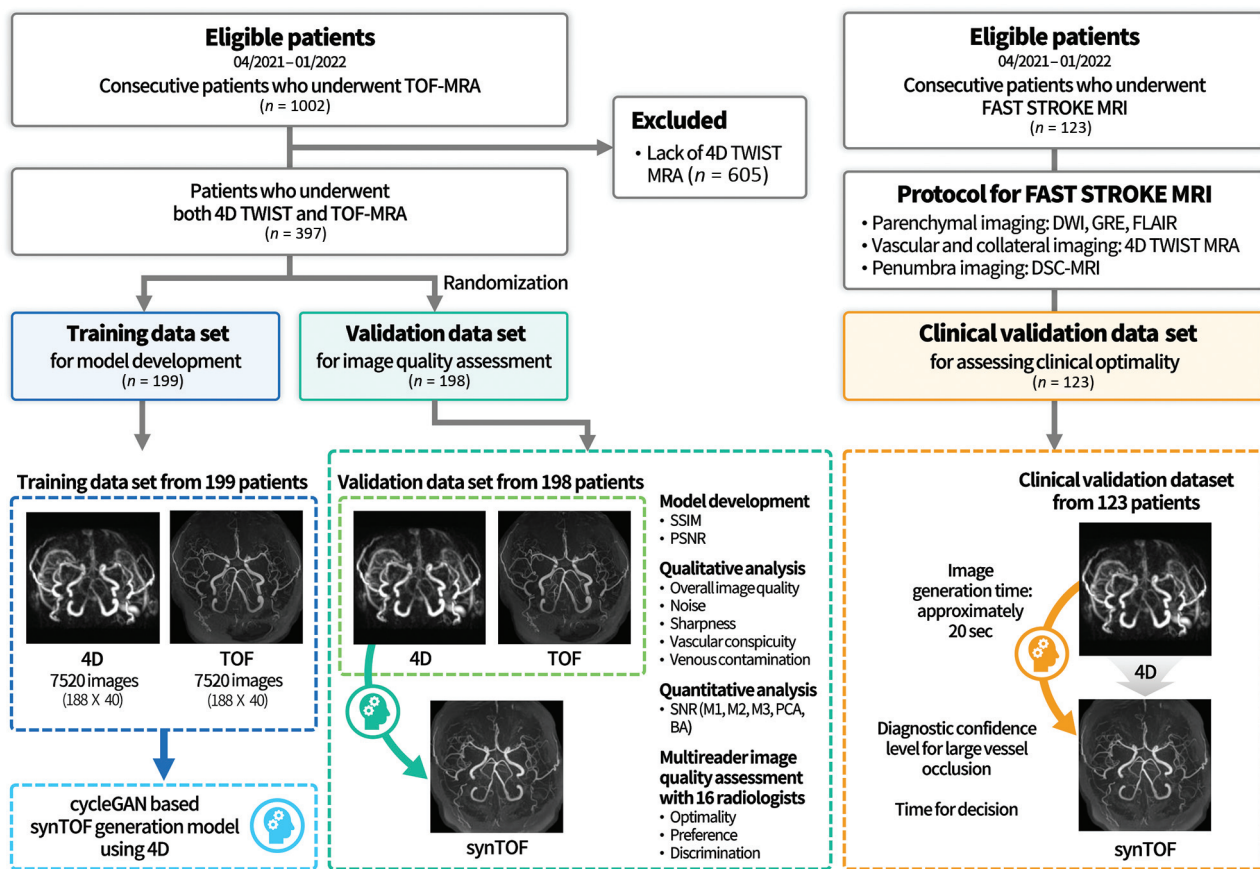 Eligible patients
04/2021–01/2022
Consecutive patients who underwent TOF-MRA
(n = 1002)
Excluded
• Lack of 4D TWIST
MRA (n = 605)
Patients who underwent
both 4D TWIST and TOF-MRA
(n = 397)
Randomization
Training data set
for model development
(n = 199)
Validation data set
for image quality assessment
(n = 198)
Training data set from 199 patients
4D
7520 images
(188 X 40)
TOF
7520 images
(188 X 40)
cycleGAN based
synTOF generation model
using 4D
Validation data set from 198 patients
4D
TOF
synTOF
Model development
• SSIM
• PSNR
Qualitative analysis
• Overall image quality
• Noise
• Sharpness
• Vascular conspicuity
• Venous contamination
Quantitative analysis
• SNR (M1, M2, M3, PCA,
BA)
Multireader image
quality assessment
with 16 radiologists
• Optimality
• Preference
• Discrimination
Eligible patients
04/2021–01/2022
Consecutive patients who underwent
FAST STROKE MRI
(n = 123)
Protocol for FAST STROKE MRI
• Parenchymal imaging: DWI, GRE, FLAIR
• Vascular and collateral imaging: 4D TWIST MRA
• Penumbra imaging: DSC-MRI
Clinical validation data set
for assessing clinical optimality
(n = 123)
Clinical validation dataset
from 123 patients
Image
generation time:
approximately
20 sec
4D
Diagnostic confidence
level for large vessel
occlusion
Time for decision
synTOF